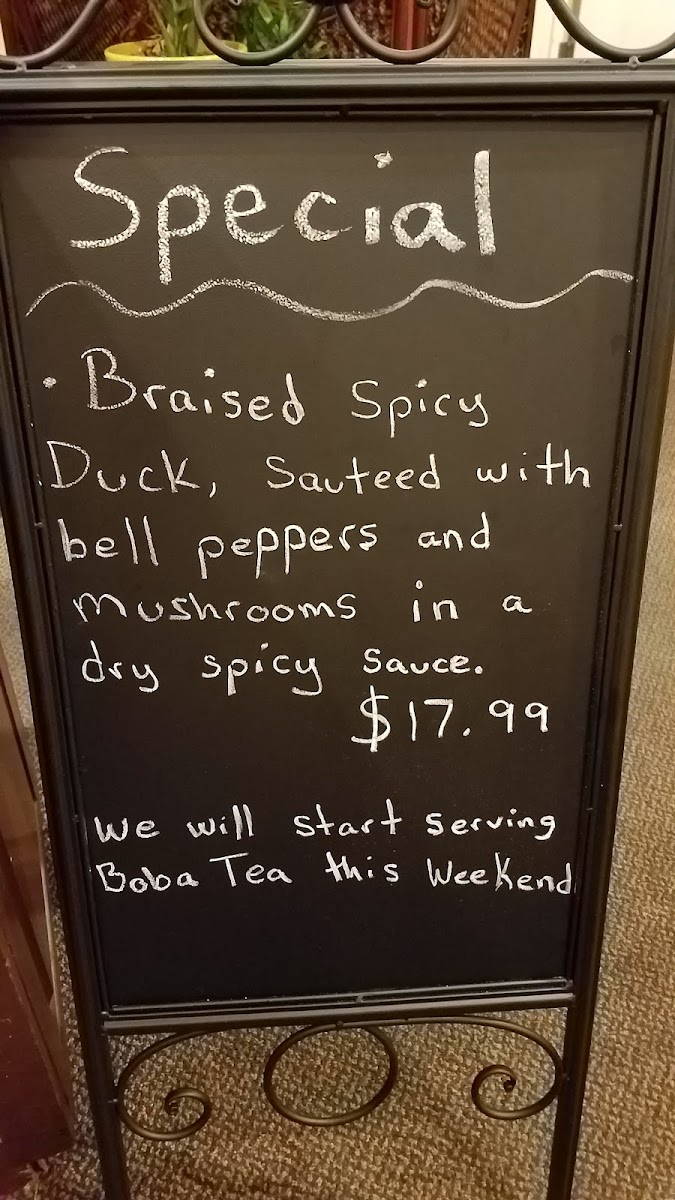 Special
• Braised Spicy
Duck, Sauteed with
bell peppers and
mushrooms in a
dry spicy sauce.
$17.99
We will start serving
Boba Tea this Weekend